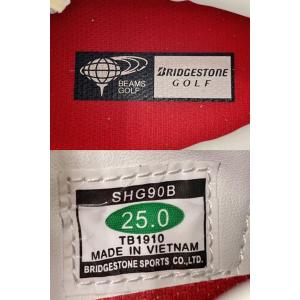 BEAMS
GOLF
BRIDGESTONE
GOLF
SHG90B
25.0
TB1910
MADE IN VIETNAM
BRIDGESTONE SPORTS CO.,LTD.